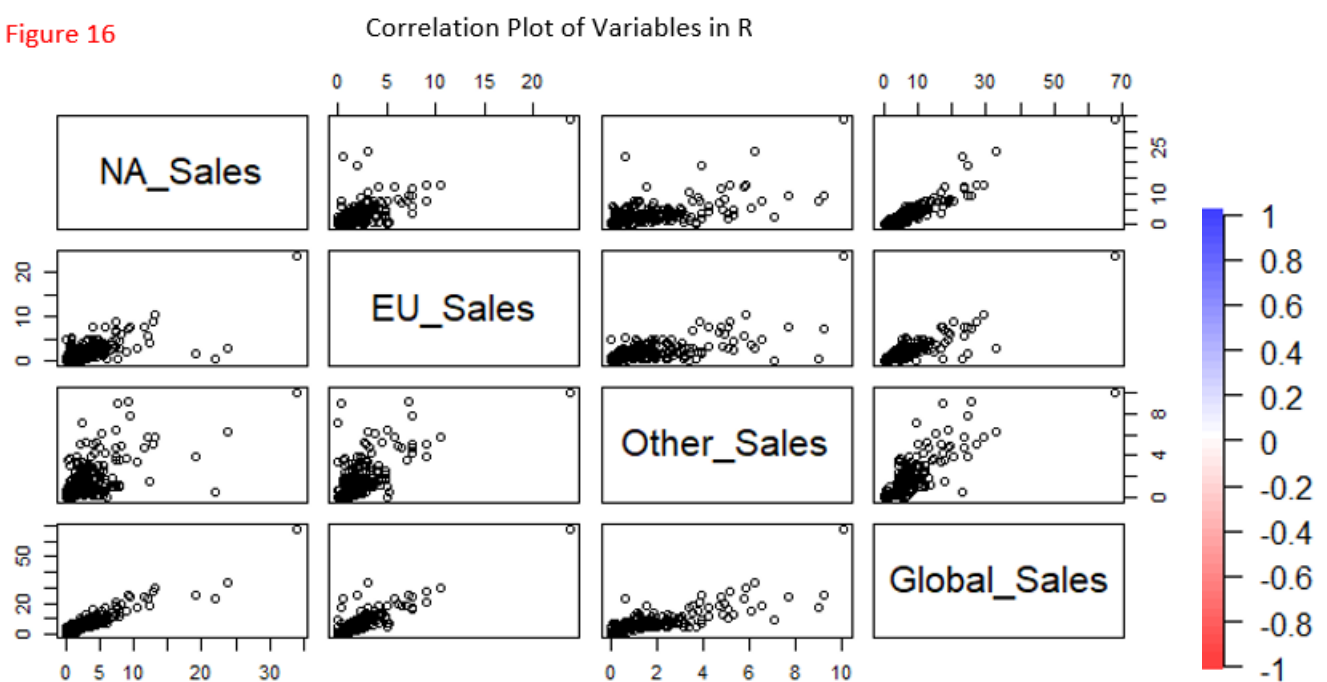 Figure 16
Correlation Plot of Variables in R
0 5 10 15 20
0 10 30 50 70
NA_Sales
0 10 25
1
0.8
0.6
0.4
0.2
0
-0.2
-0.4
-0.6
-0.8
-1
0 10 20
EU_Sales
Other_Sales
0 4 8
0 20 50
Global_Sales
0 5 10 20 30
0 2 4 6 8 10